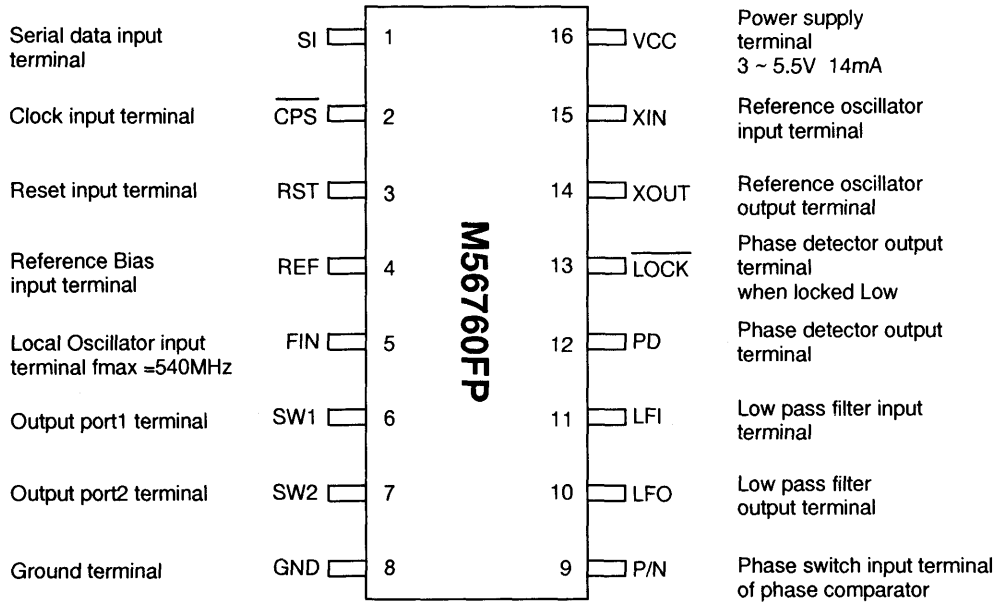 Serial data input
terminal
SI
1
Clock input terminal
CPS
2
Reset input terminal
RST
3
Reference Bias
input terminal
REF
4
Local Oscillator input
terminal fmax =540MHz
FIN
5
Output port1 terminal
SW1
6
Output port2 terminal
SW2
7
Ground terminal
GND
8
M56760FP
16
VCC
Power supply
terminal
3 ~ 5.5V 14mA
15
XIN
Reference oscillator
input terminal
14
XOUT
Reference oscillator
output terminal
13
LOCK
Phase detector output
terminal
when locked Low
12
PD
Phase detector output
terminal
11
LFI
Low pass filter input
terminal
10
LFO
Low pass filter
output terminal
9
P/N
Phase switch input terminal
of phase comparator